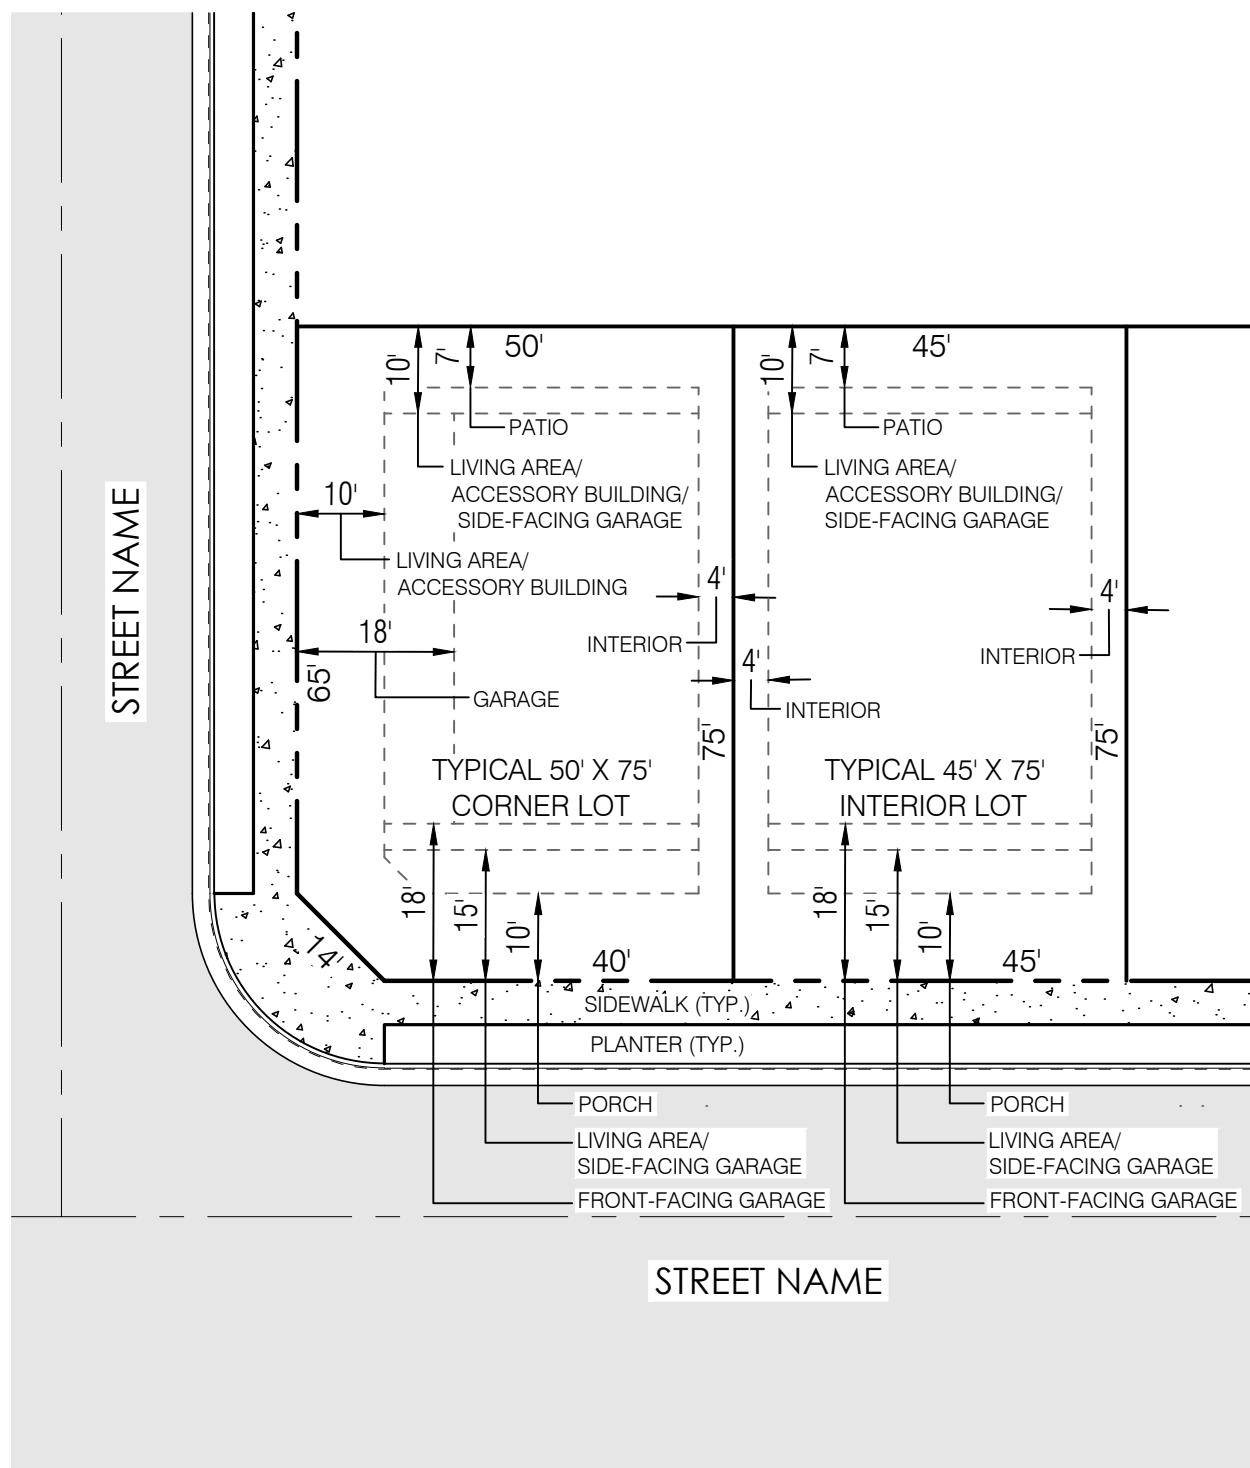 50'
45'
10'
7'
10'
7'
PATIO
PATIO
LIVING AREA/
ACCESSORY BUILDING/
SIDE-FACING GARAGE
LIVING AREA/
ACCESSORY BUILDING/
SIDE-FACING GARAGE
10'
STREET NAME
LIVING AREA/
ACCESSORY BUILDING
4'
4'
18'
INTERIOR
INTERIOR
4'
65'
GARAGE
INTERIOR
75'
75'
TYPICAL 50' X 75'
CORNER LOT
TYPICAL 45' X 75'
INTERIOR LOT
18'
15'
10'
18'
15'
10'
14'
40'
45'
SIDEWALK (TYP.)
PLANTER (TYP.)
PORCH
PORCH
LIVING AREA/
SIDE-FACING GARAGE
LIVING AREA/
SIDE-FACING GARAGE
FRONT-FACING GARAGE
FRONT-FACING GARAGE
STREET NAME